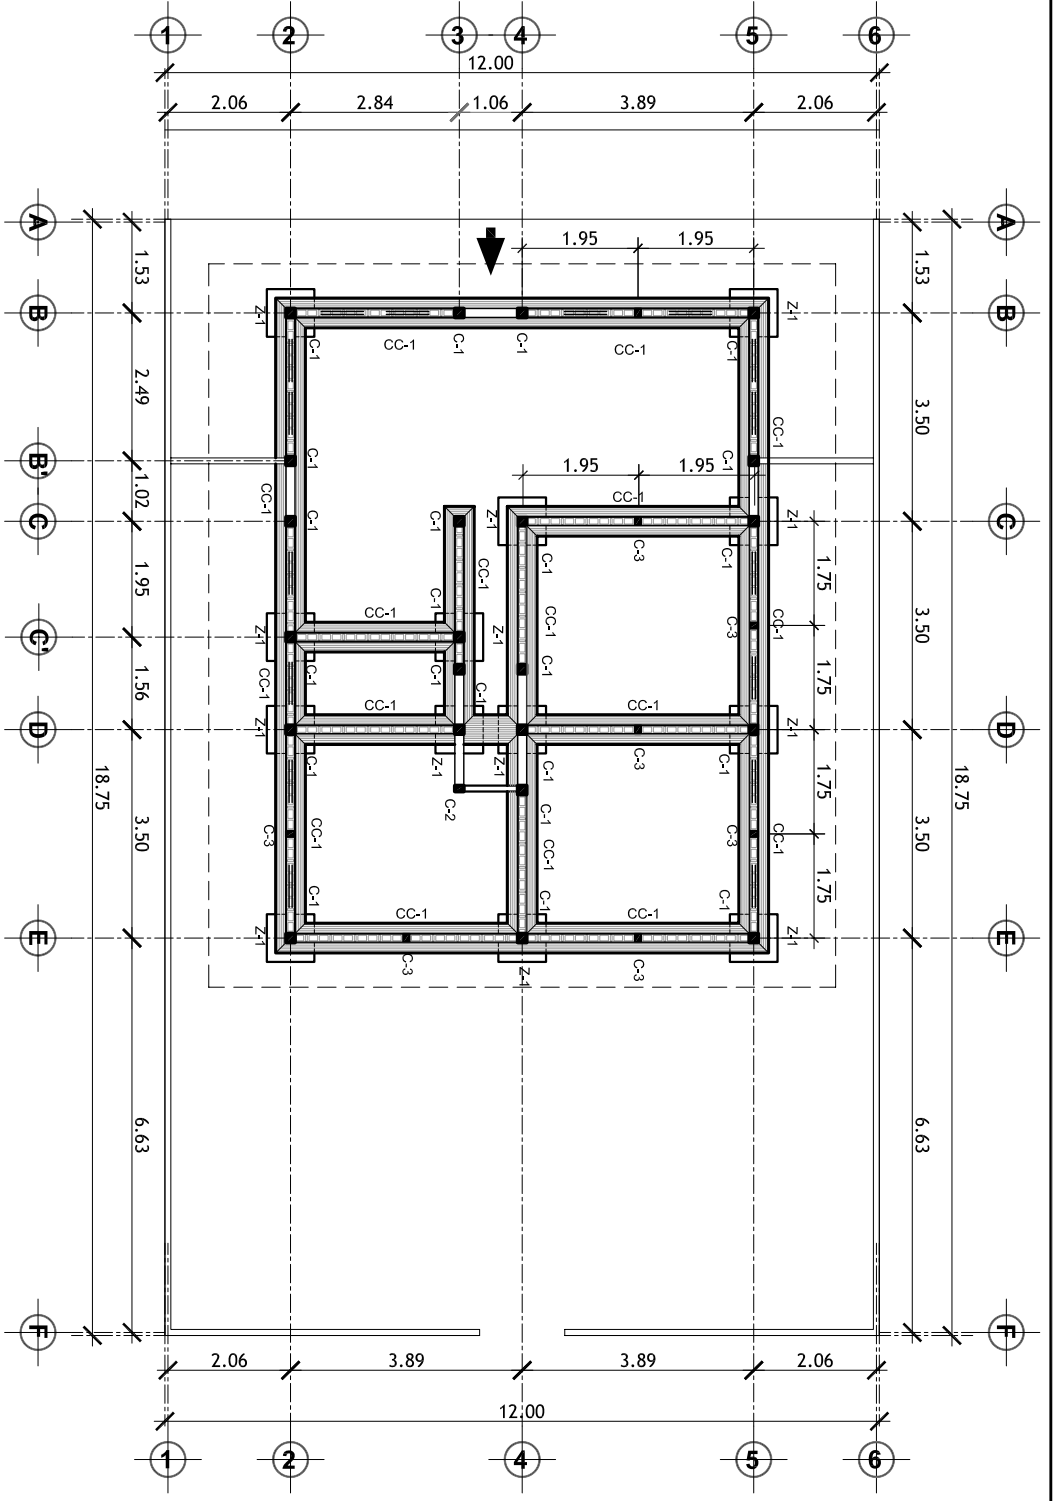 1 2 3 4 5 6
12.00
2.06 2.84 1.06 3.89 2.06
A A
1.95 1.95
1.53 1.53
B Z-1 Z-1 B
C-1 CC-1 C-1 C-1 CC-1 C-1
2.49 3.50
CC-1
B' C-1 1.95 1.95 C-1
1.02 CC-1 CC-1
C C-1 C-1 Z-1 Z-1 C
C-1 C-3 C-1
1.95 CC-1 1.75
CC-1 C-1 CC-1 3.50
C' Z-1 Z-1 C-3 CC-1
C-1 C-1
1.56 CC-1 CC-1 C-1 CC-1 1.75
D Z-1 Z-1 D
C-1 Z-1 Z-1 C-1 C-3 C-1
18.75 1.75 18.75
C-2 C-1
3.50 C-3 CC-1 CC-1 CC-1 3.50
1.75
C-1 CC-1 C-1 CC-1 C-1
E Z-1 Z-1 E
C-3 Z-1 C-3
6.63 6.63
F F
2.06 3.89 3.89 2.06
12.00
1 2 4 5 6